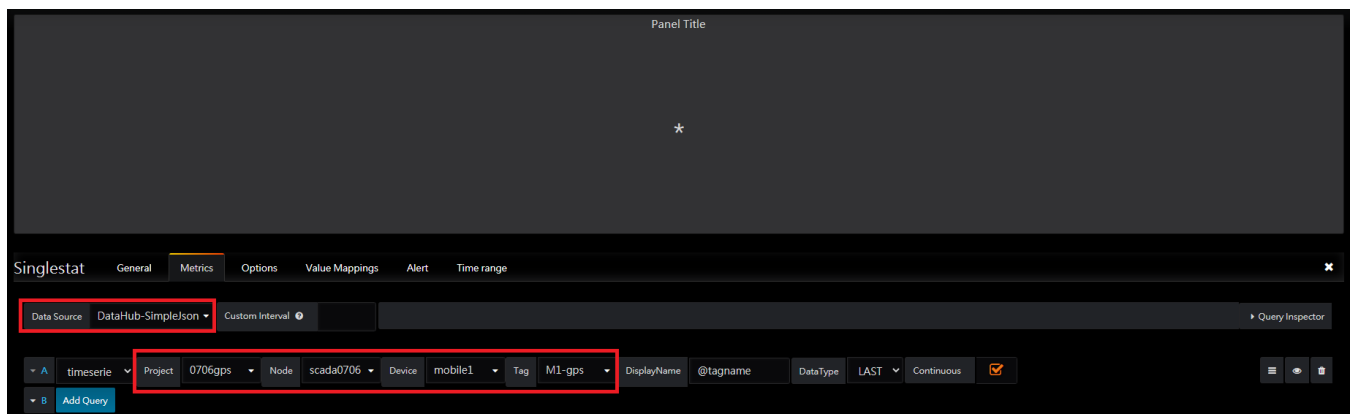 Panel Title
*
Singlestat General Metrics Options Value Mappings Alert Time range ×
Data Source DataHub-SimpleJson Custom Interval Query Inspector
A timeserie Project 0706gps Node scada0706 Device mobile1 Tag M1-gps DisplayName @tagname DataType LAST Continuous
B Add Query